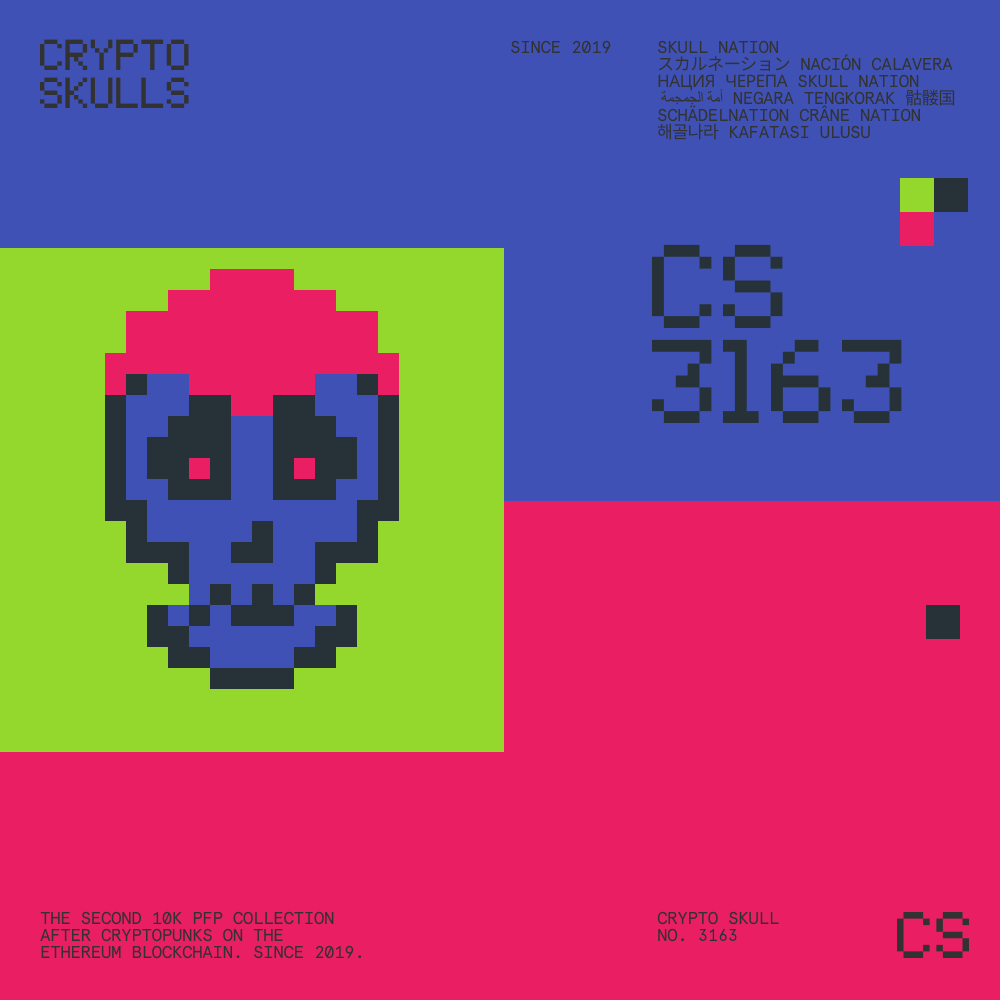 CRYPTO
SKULLS
SINCE 2019
SKULL NATION
スカルネーション NACIÓN CALAVERA
НАЦИЯ ЧЕРЕПА SKULL NATION
أمة الجمجمة NEGARA TENGKORAK 骷髅国
SCHÄDELNATION CRÂNE NATION
해골나라 KAFATASI ULUSU
CS
3163
THE SECOND 10K PFP COLLECTION
AFTER CRYPTOPUNKS ON THE
ETHEREUM BLOCKCHAIN. SINCE 2019.
CRYPTO SKULL
NO. 3163
CS